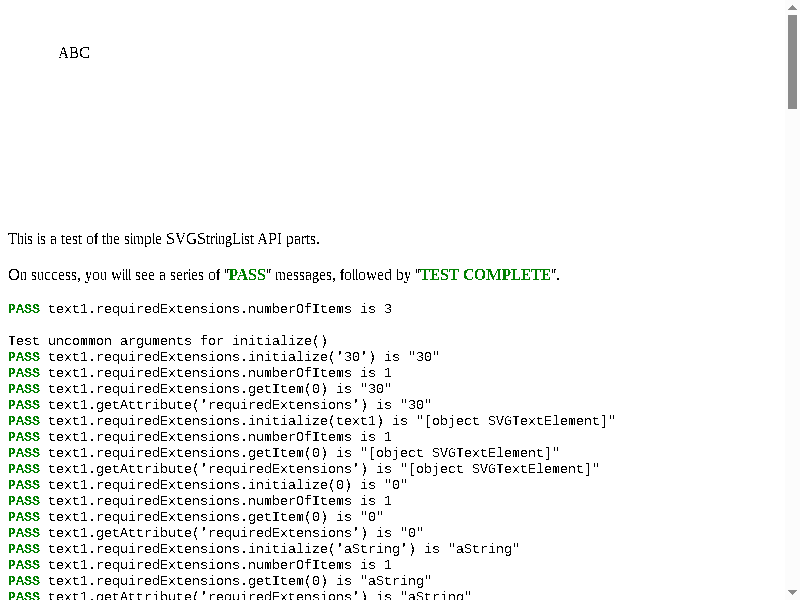 ABC
This is a test of the simple SVGStringList API parts.
On success, you will see a series of "PASS" messages, followed by "TEST COMPLETE".
PASS text1.requiredExtensions.numberOfItems is 3
Test uncommon arguments for initialize()
PASS text1.requiredExtensions.initialize('30') is "30"
PASS text1.requiredExtensions.numberOfItems is 1
PASS text1.requiredExtensions.getItem(0) is "30"
PASS text1.getAttribute('requiredExtensions') is "30"
PASS text1.requiredExtensions.initialize(text1) is "[object SVGTextElement]"
PASS text1.requiredExtensions.numberOfItems is 1
PASS text1.requiredExtensions.getItem(0) is "[object SVGTextElement]"
PASS text1.getAttribute('requiredExtensions') is "[object SVGTextElement]"
PASS text1.requiredExtensions.initialize(0) is "0"
PASS text1.requiredExtensions.numberOfItems is 1
PASS text1.requiredExtensions.getItem(0) is "0"
PASS text1.getAttribute('requiredExtensions') is "0"
PASS text1.requiredExtensions.initialize('aString') is "aString"
PASS text1.requiredExtensions.numberOfItems is 1
PASS text1.requiredExtensions.getItem(0) is "aString"
PASS text1.getAttribute('requiredExtensions') is "aString"